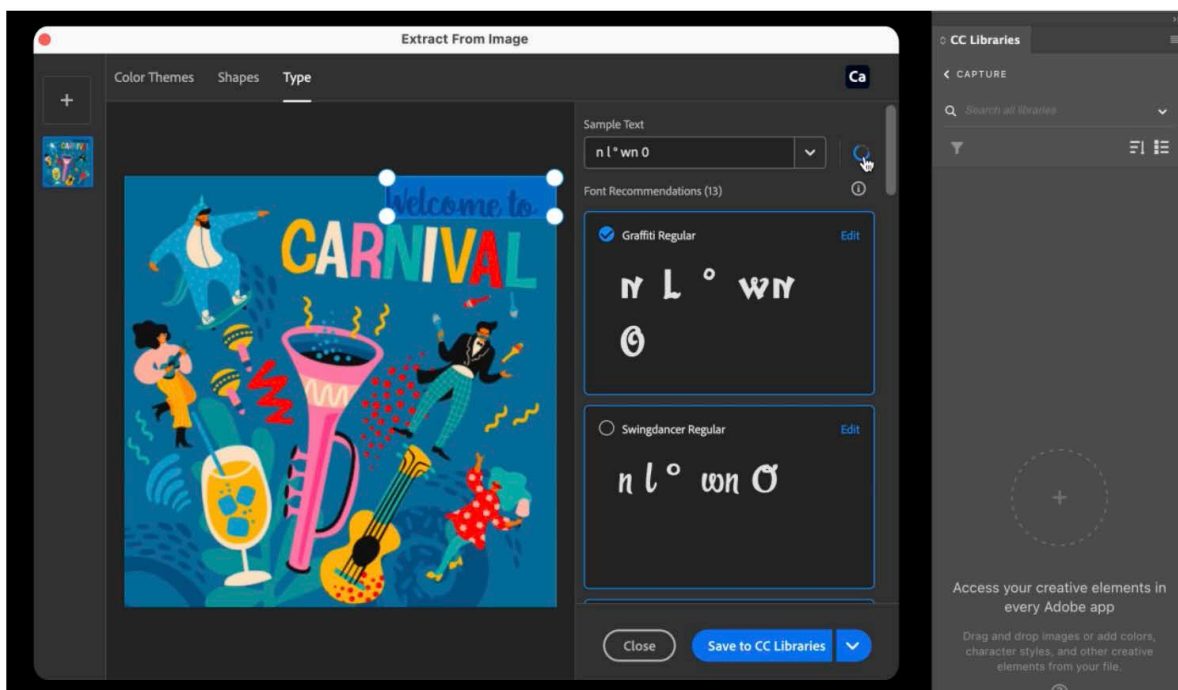 Extract From Image
CC Libraries
Color Themes Shapes Type
Ca
CAPTURE
Search all libraries
Sample Text
n l ° wn 0
Font Recommendations (13)
Welcome to
CARNIVAL
Graffiti Regular Edit
N L ° WN
O
Swingdancer Regular Edit
n l ° wn O
Close Save to CC Libraries
Access your creative elements in
every Adobe app
Drag and drop images or add colors,
character styles, and other creative
elements from your file.